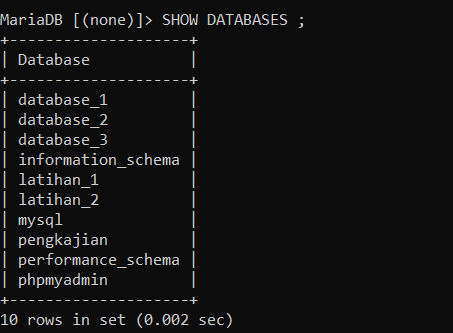 MariaDB [(none)]> SHOW DATABASES ;
+--------------------+
| Database           |
+--------------------+
| database_1         |
| database_2         |
| database_3         |
| information_schema |
| latihan_1          |
| latihan_2          |
| mysql              |
| pengkajian         |
| performance_schema |
| phpmyadmin         |
+--------------------+
10 rows in set (0.002 sec)